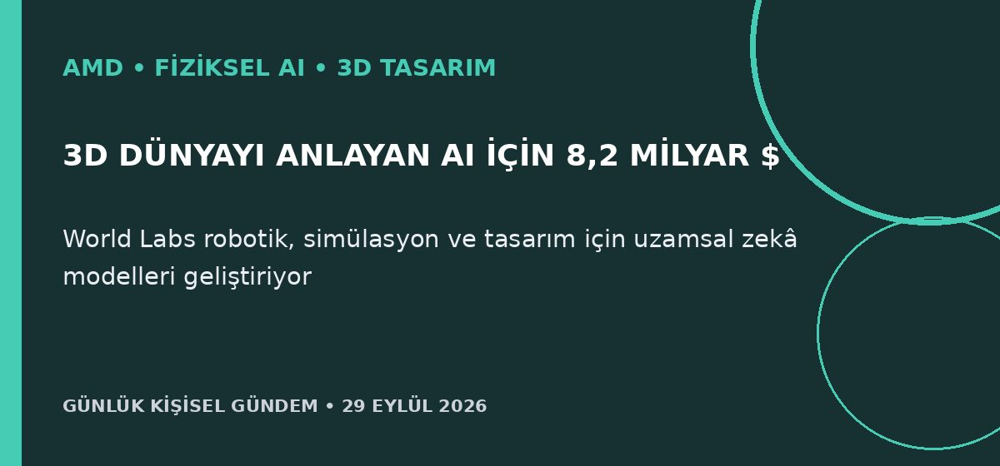 AMD • FİZİKSEL AI • 3D TASARIM
3D DÜNYAYI ANLAYAN AI İÇİN 8,2 MİLYAR $
World Labs robotik, simülasyon ve tasarım için uzamsal zekâ
modelleri geliştiriyor
GÜNLÜK KİŞİSEL GÜNDEM • 29 EYLÜL 2026